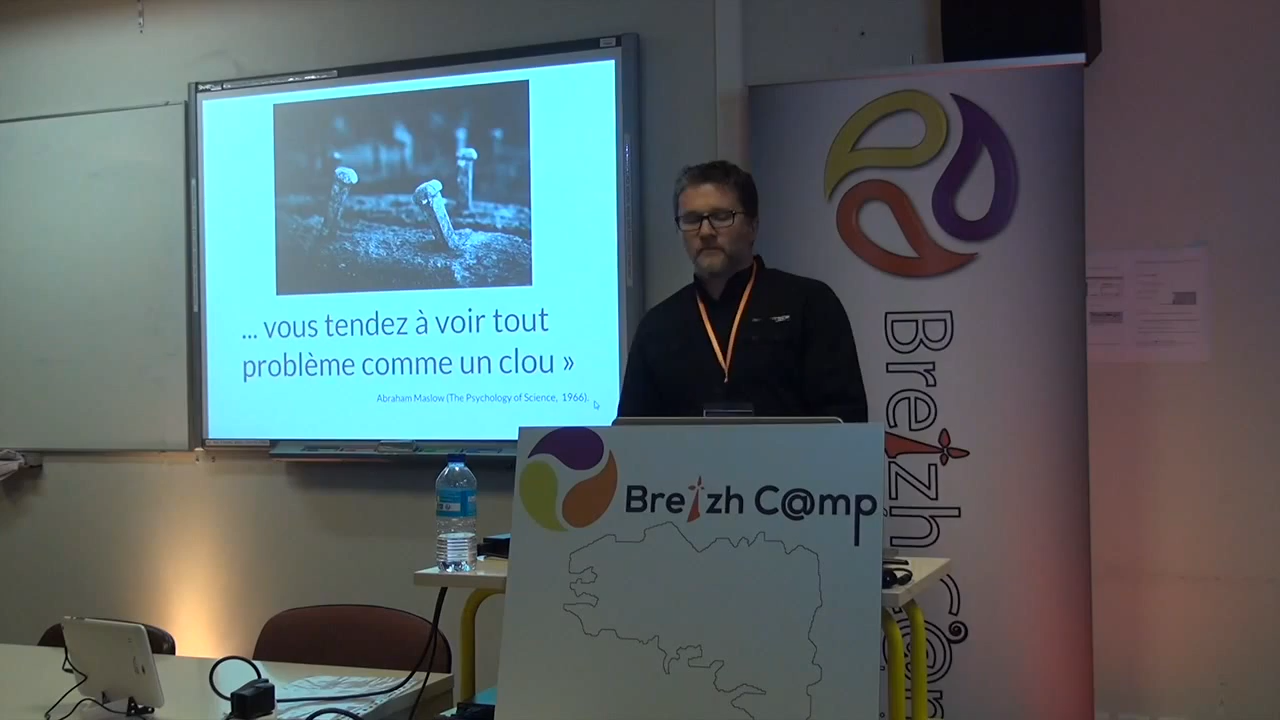 ... vous tendez à voir tout
problème comme un clou »
Abraham Maslow (The Psychology of Science, 1966).
Breizh C@mp
Breizh C@m